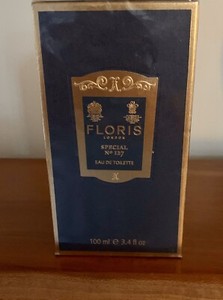 FLORIS
LONDON
SPECIAL
Nº 127
EAU DE TOILETTE
100 ml ℮ 3.4 fl oz